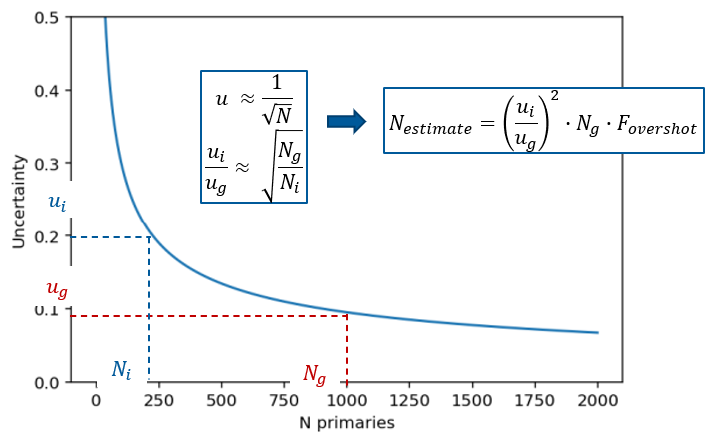 0.5
0.4
0.3
0.2
0.1
0.0
Uncertainty
u ≈ 1/√N
u_i/u_g ≈ √(N_g/N_i)
N_estimate = (u_i/u_g)^2 · N_g · F_overshot
u_i
u_g
N_i
N_g
0 250 500 750 1000 1250 1500 1750 2000
N primaries